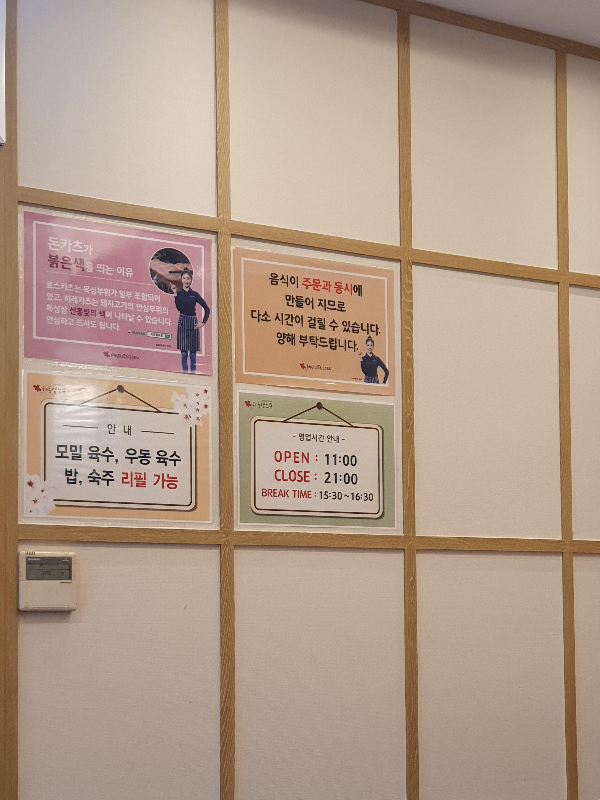 돈카츠가
붉은색을 띄는 이유
로스카츠는 목심부위가 일부 포함되어
있고, 히레카츠는 돼지고기의 안심부위의
특성상 선홍빛의 색이 나타날 수 있습니다.
안심하고 드셔도 됩니다.
음식이 주문과 동시에
만들어 지므로
다소 시간이 걸릴 수 있습니다.
양해 부탁드립니다.
안 내
모밀 육수, 우동 육수
밥, 숙주 리필 가능
- 영업시간 안내 -
OPEN : 11:00
CLOSE : 21:00
BREAK TIME : 15:30~16:30